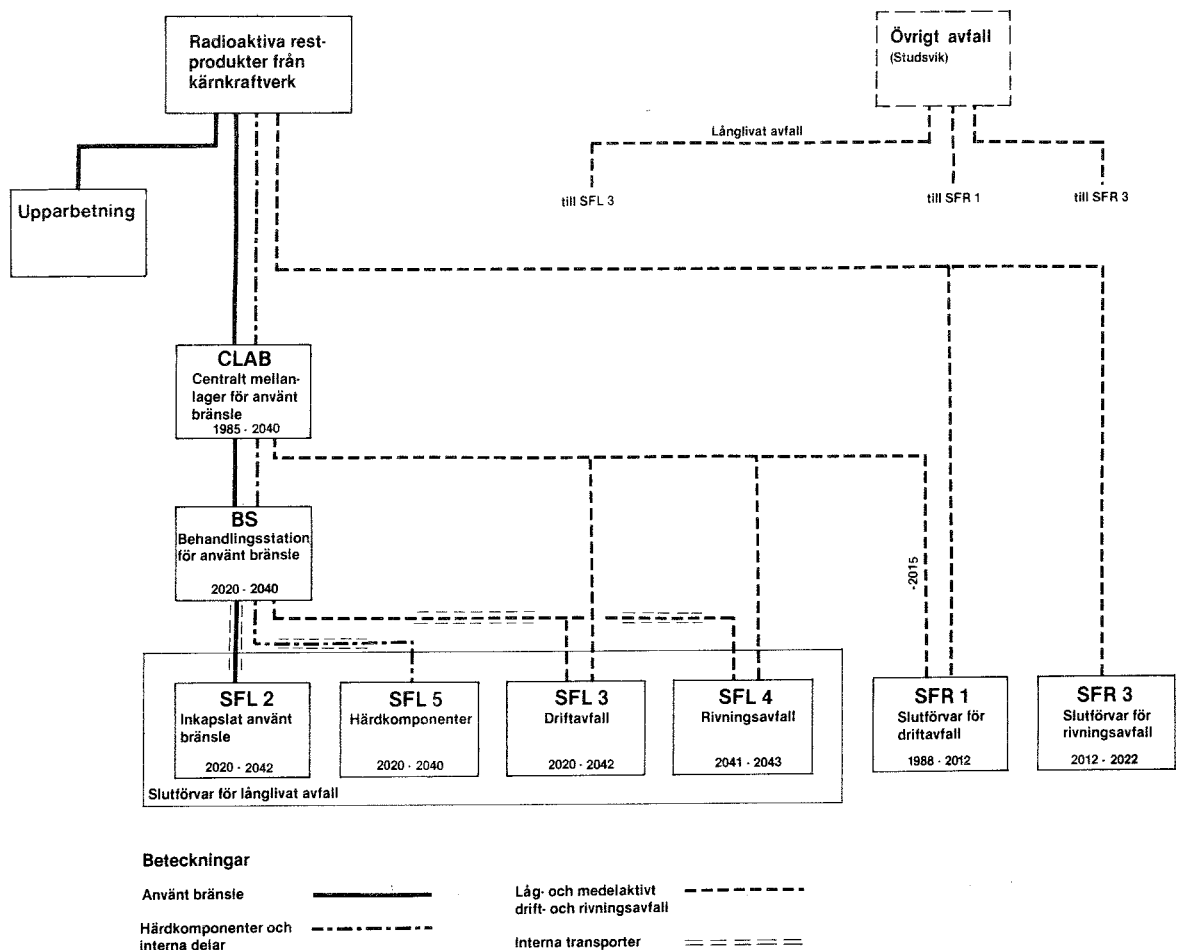 Radioaktiva rest-
produkter från
kärnkraftverk
Övrigt avfall
(Studsvik)
Långlivat avfall
Upparbetning
till SFL 3
till SFR 1
till SFR 3
CLAB
Centralt mellan-
lager för använt
bränsle
1985 - 2040
BS
Behandlingsstation
för använt bränsle
2020 - 2040
-2015
SFL 2
Inkapslat använt
bränsle
2020 - 2042
SFL 5
Härdkomponenter
2020 - 2040
SFL 3
Driftavfall
2020 - 2042
SFL 4
Rivningsavfall
2041 - 2043
SFR 1
Slutförvar för
driftavfall
1988 - 2012
SFR 3
Slutförvar för
rivningsavfall
2012 - 2022
Slutförvar för långlivat avfall
Beteckningar
Använt bränsle
Härdkomponenter och
interna delar
Låg- och medelaktivt
drift- och rivningsavfall
Interna transporter